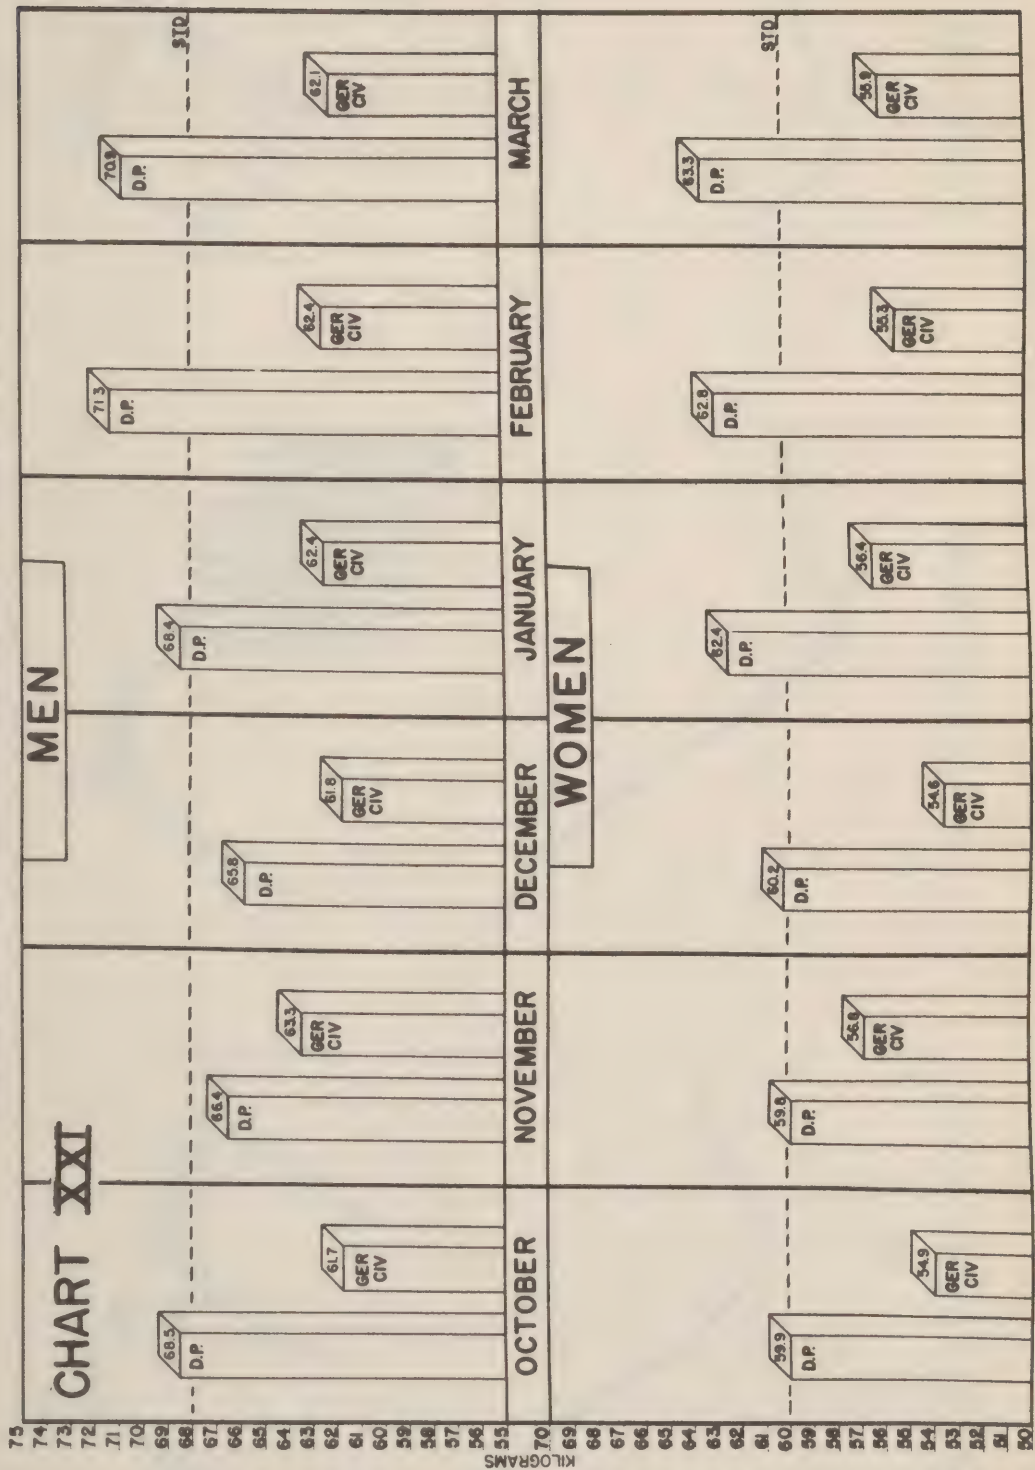 CHART XXI
MEN
KILOGRAMS
75
74
73
72
71
70
69
68
67
66
65
64
63
62
61
60
59
58
57
56
55
STD
68.5
D.P.
61.7
GER
CIV
66.4
D.P.
63.3
GER
CIV
65.8
D.P.
61.8
GER
CIV
68.4
D.P.
62.4
GER
CIV
71.3
D.P.
62.4
GER
CIV
D.P.
62.1
GER
CIV
OCTOBER NOVEMBER DECEMBER JANUARY FEBRUARY MARCH
WOMEN
70
69
68
67
66
65
64
63
62
61
60
59
58
57
56
55
54
53
52
51
50
STD
59.9
D.P.
54.9
GER
CIV
59.8
D.P.
56.8
GER
CIV
60.2
D.P.
54.6
GER
CIV
62.4
D.P.
56.4
GER
CIV
62.8
D.P.
55.3
GER
CIV
63.3
D.P.
55.9
GER
CIV